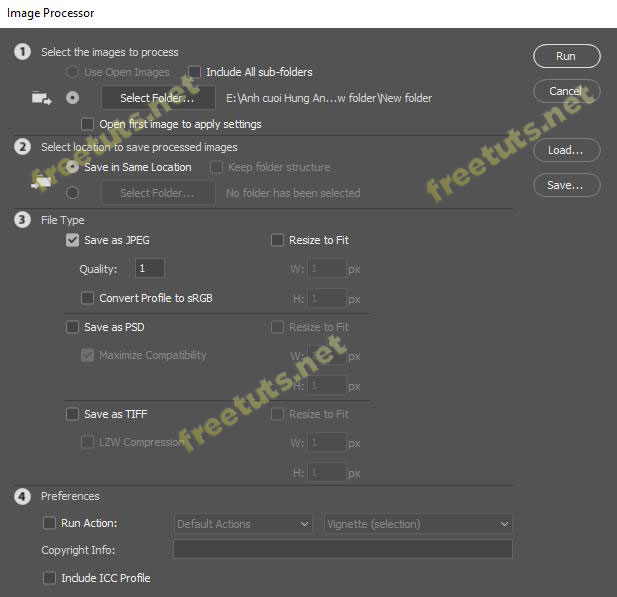 Image Processor
1 Select the images to process
Use Open Images Include All sub-folders
Select Folder... E:\Anh cuoi Hung An...w folder\New folder
Open first image to apply settings
Run
Cancel
Load...
Save...
2 Select location to save processed images
Save in Same Location Keep folder structure
Select Folder... No folder has been selected
3 File Type
Save as JPEG Resize to Fit
Quality: 1 W: 1 px
Convert Profile to sRGB H: 1 px
Save as PSD Resize to Fit
Maximize Compatibility W: 1 px
H: 1 px
Save as TIFF Resize to Fit
LZW Compression W: 1 px
H: 1 px
4 Preferences
Run Action: Default Actions Vignette (selection)
Copyright Info:
Include ICC Profile
freetuts.net
freetuts.net
freetuts.net